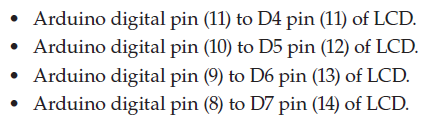 • Arduino digital pin (11) to D4 pin (11) of LCD.
• Arduino digital pin (10) to D5 pin (12) of LCD.
• Arduino digital pin (9) to D6 pin (13) of LCD.
• Arduino digital pin (8) to D7 pin (14) of LCD.